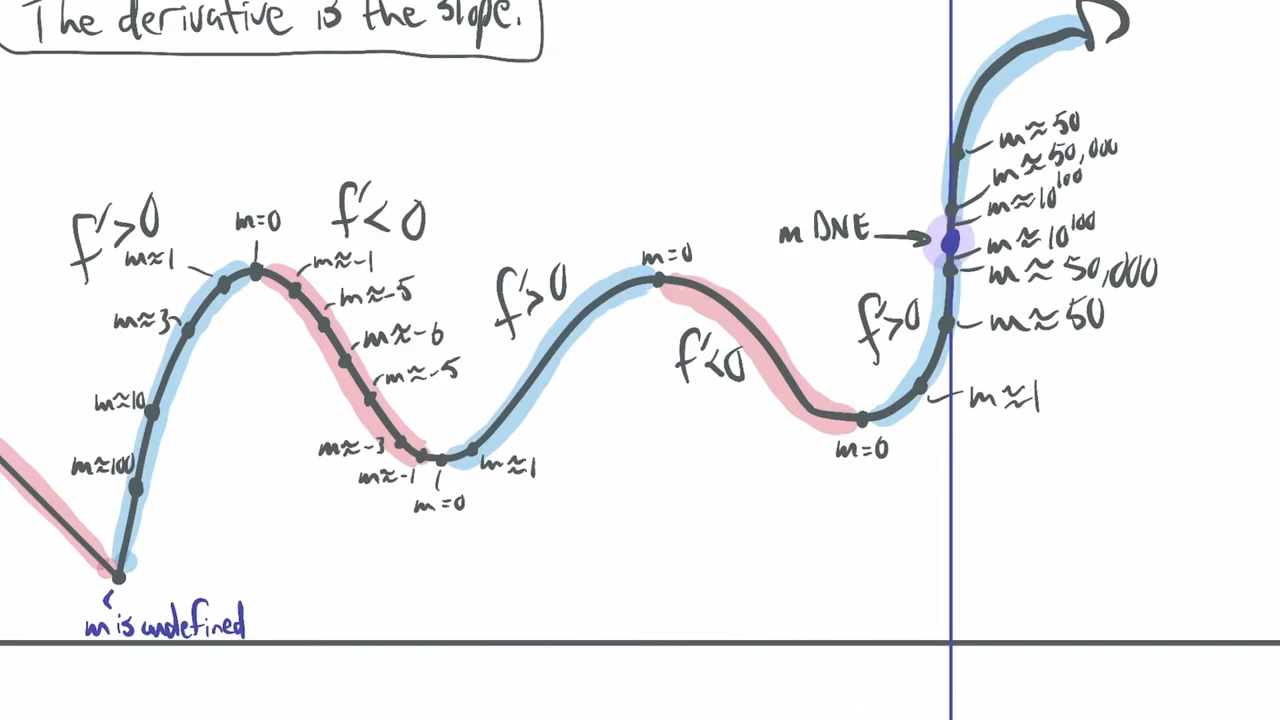 The derivative is the slope.
m≈50
m≈50,000
m≈10^100
m DNE
m≈10^100
m≈50,000
m≈50
m≈1
f'>0
m=0
f'<0
m≈1
m≈3
m≈10
m≈100
m≈-1
m≈-5
m≈-6
m≈-5
m≈-3
m≈-1
m=0
m≈1
f'>0
m=0
f'<0
f'>0
m=0
m is undefined